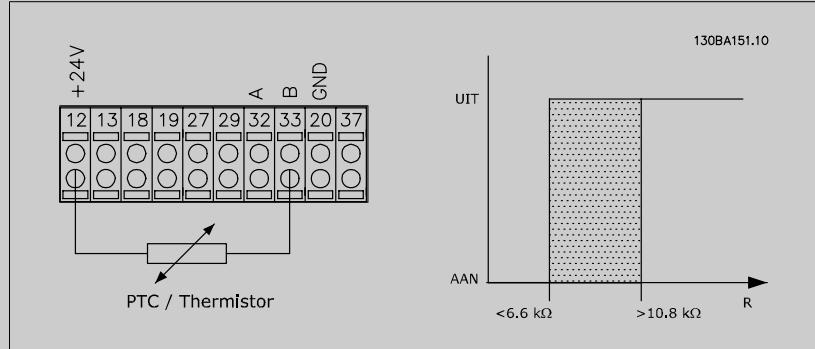 130BA151.10
+24V
A
B
GND
12 13 18 19 27 29 32 33 20 37
PTC / Thermistor
UIT
AAN
<6.6 kΩ
>10.8 kΩ
R